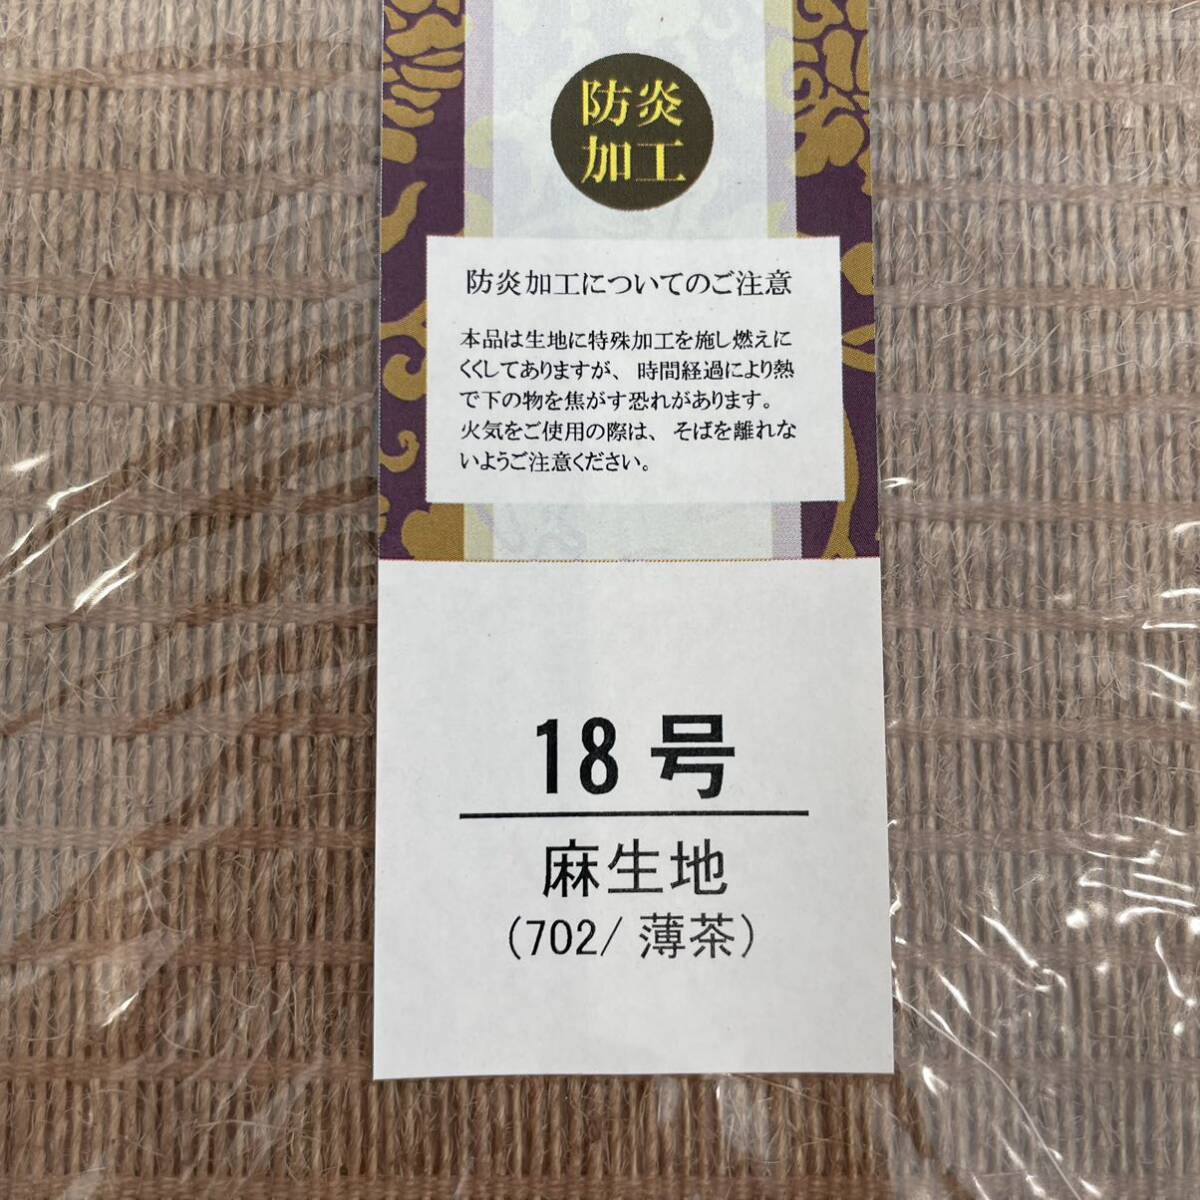 防炎
加工
防炎加工についてのご注意
本品は生地に特殊加工を施し燃えに
くくしてありますが、時間経過により熱
で下の物を焦がす恐れがあります。
火気をご使用の際は、そばを離れな
いようご注意ください。
18号
麻生地
(702/薄茶)